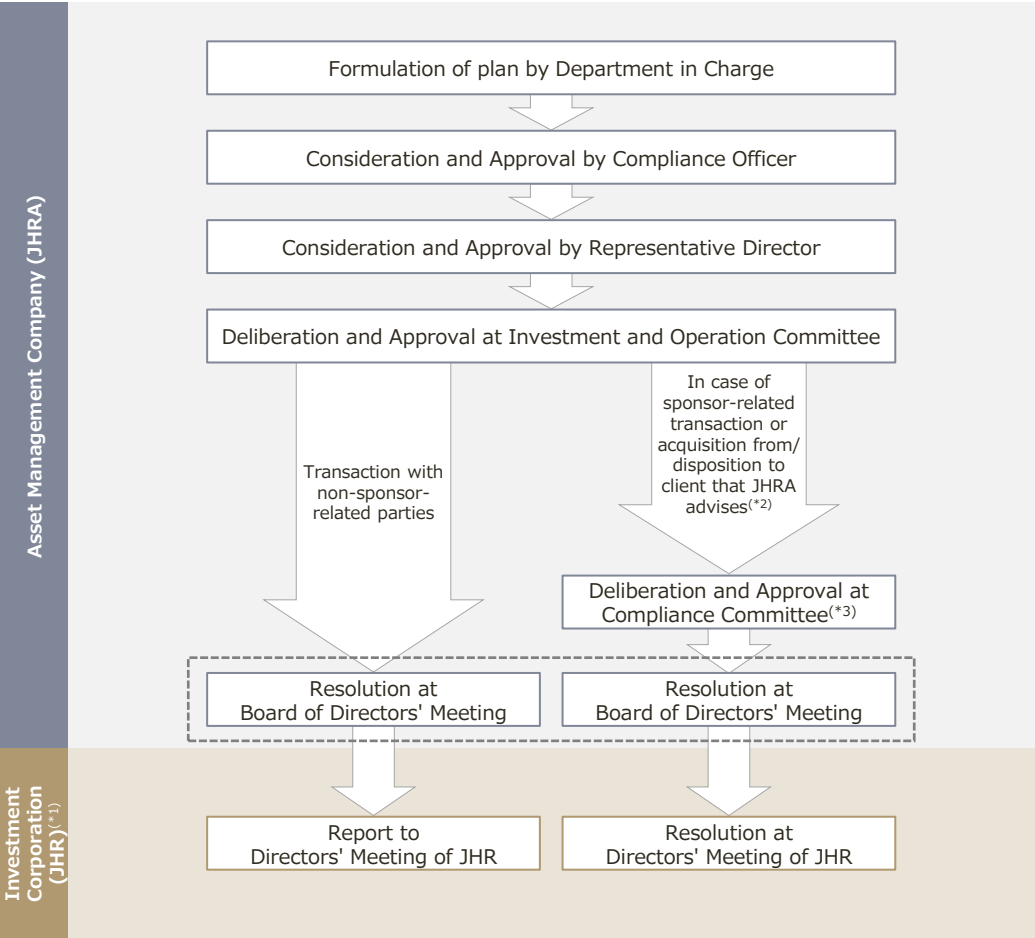 Asset Management Company (JHRA)
Formulation of plan by Department in Charge
Consideration and Approval by Compliance Officer
Consideration and Approval by Representative Director
Deliberation and Approval at Investment and Operation Committee
Transaction with
non-sponsor-
related parties
In case of
sponsor-related
transaction or
acquisition from/
disposition to
client that JHRA
advises(*2)
Deliberation and Approval at
Compliance Committee(*3)
Resolution at
Board of Directors' Meeting
Resolution at
Board of Directors' Meeting
Investment
Corporation
(JHR)(*1)
Report to
Directors' Meeting of JHR
Resolution at
Directors' Meeting of JHR